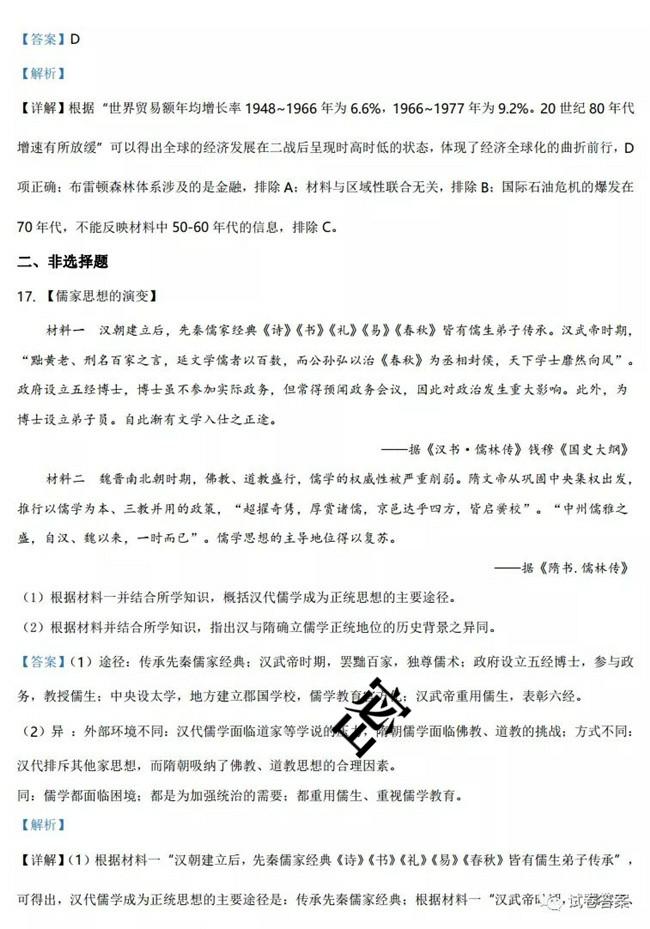 【答案】D
【解析】
【详解】根据“世界贸易额年均增长率 1948~1966 年为 6.6%，1966~1977 年为 9.2%。20 世纪 80 年代
增速有所放缓”可以得出全球的经济发展在二战后呈现时高时低的状态，体现了经济全球化的曲折前行，D
项正确；布雷顿森林体系涉及的是金融，排除 A；材料与区域性联合无关，排除 B；国际石油危机的爆发在
70 年代，不能反映材料中 50-60 年代的信息，排除 C。
二、非选择题
17. 【儒家思想的演变】
材料一　汉朝建立后，先秦儒家经典《诗》《书》《礼》《易》《春秋》皆有儒生弟子传承。汉武帝时期，
“黜黄老、刑名百家之言，延文学儒者以百数，而公孙弘以治《春秋》为丞相封侯，天下学士靡然向风”。
政府设立五经博士，博士虽不参加实际政务，但常得预闻政务会议，因此对政治发生重大影响。此外，为
博士设立弟子员。自此渐有文学入仕之正途。
——据《汉书·儒林传》钱穆《国史大纲》
材料二　魏晋南北朝时期，佛教、道教盛行，儒学的权威性被严重削弱。隋文帝从巩固中央集权出发，
推行以儒学为本、三教并用的政策，“超擢奇隽，厚赏诸儒，京邑达乎四方，皆启黉校”。“中州儒雅之
盛，自汉、魏以来，一时而已”。儒学思想的主导地位得以复苏。
——据《隋书．儒林传》
（1）根据材料一并结合所学知识，概括汉代儒学成为正统思想的主要途径。
（2）根据材料并结合所学知识，指出汉与隋确立儒学正统地位的历史背景之异同。
【答案】（1）途径：传承先秦儒家经典；汉武帝时期，罢黜百家，独尊儒术；政府设立五经博士，参与政
务，教授儒生；中央设太学，地方建立郡国学校，儒学教育官方化；汉武帝重用儒生，表彰六经。
（2）异 ：外部环境不同：汉代儒学面临道家等学说的压力，隋朝儒学面临佛教、道教的挑战；方式不同：
汉代排斥其他家思想，而隋朝吸纳了佛教、道教思想的合理因素。
同：儒学都面临困境；都是为加强统治的需要；都重用儒生、重视儒学教育。
【解析】
【详解】（1）根据材料一“汉朝建立后，先秦儒家经典《诗》《书》《礼》《易》《春秋》皆有儒生弟子传承”，
可得出，汉代儒学成为正统思想的主要途径是：传承先秦儒家经典；根据材料一“汉武帝时期，
密
试卷答案